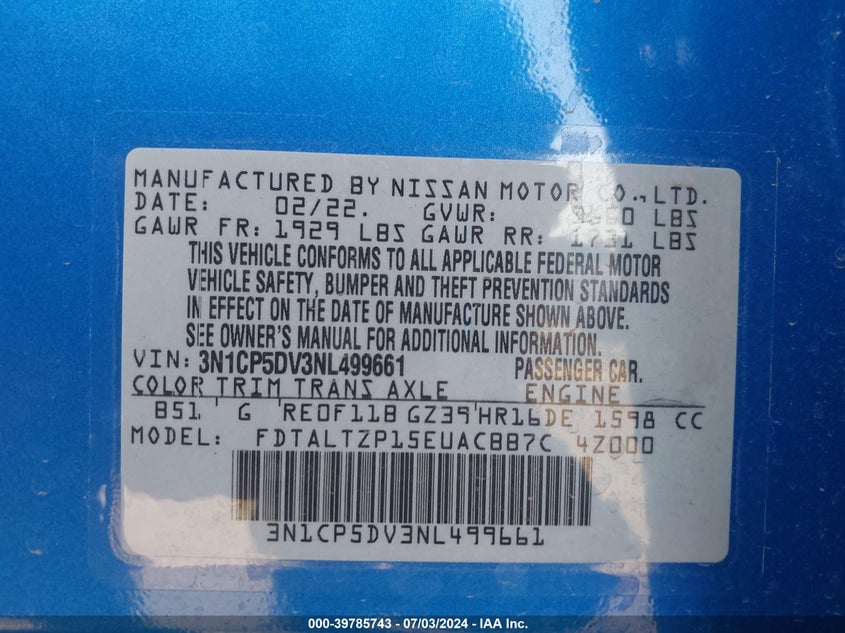 MANUFACTURED BY NISSAN MOTOR CO., LTD.
DATE: 02/22. GVWR: LBS
GAWR FR: 1929 LBS GAWR RR: 1731 LBS
THIS VEHICLE CONFORMS TO ALL APPLICABLE FEDERAL MOTOR
VEHICLE SAFETY, BUMPER AND THEFT PREVENTION STANDARDS
IN EFFECT ON THE DATE OF MANUFACTURE SHOWN ABOVE.
SEE OWNER'S MANUAL FOR ADDITIONAL INFORMATION.
VIN: 3N1CP5DV3NL499661 PASSENGER CAR.
COLOR TRIM TRANS AXLE ENGINE
B51 G RE0F11B GZ39 HR16DE 1598 CC
MODEL: FDTALTZP15EUACBB7C 4Z000
3N1CP5DV3NL499661
000-39785743 - 07/03/2024 - IAA Inc.